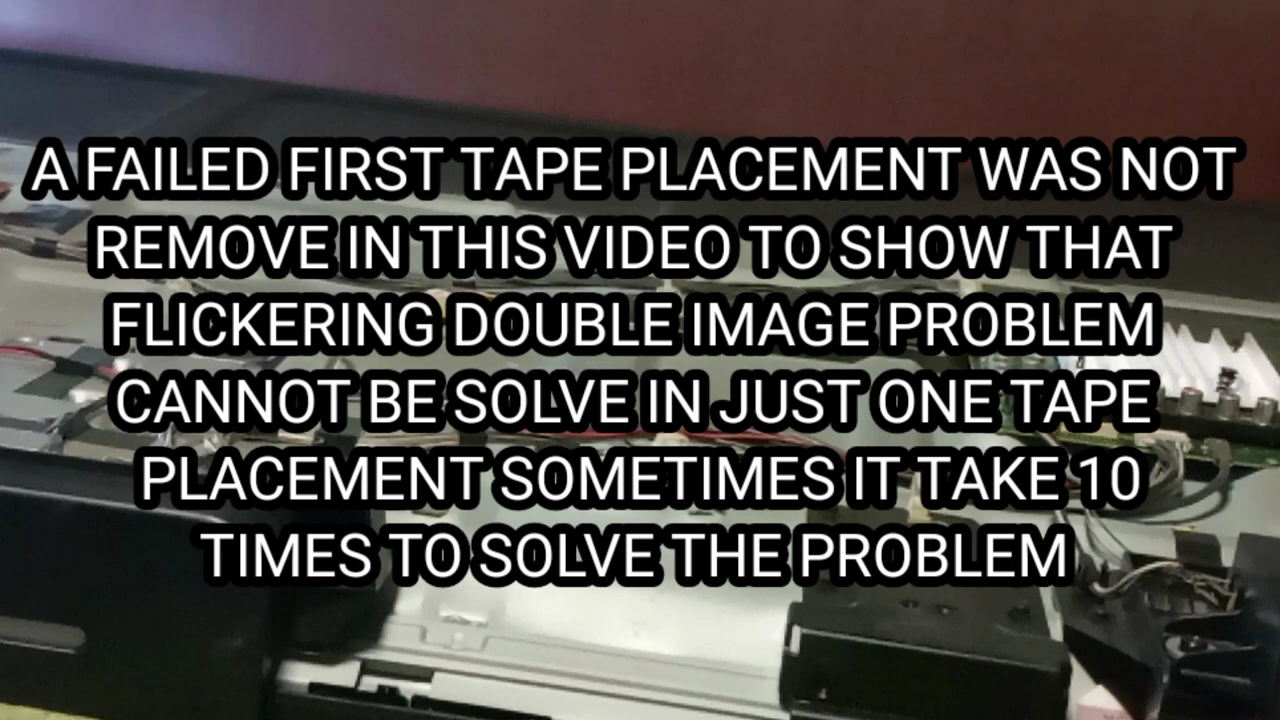 A FAILED FIRST TAPE PLACEMENT WAS NOT
REMOVE IN THIS VIDEO TO SHOW THAT
FLICKERING DOUBLE IMAGE PROBLEM
CANNOT BE SOLVE IN JUST ONE TAPE
PLACEMENT SOMETIMES IT TAKE 10
TIMES TO SOLVE THE PROBLEM